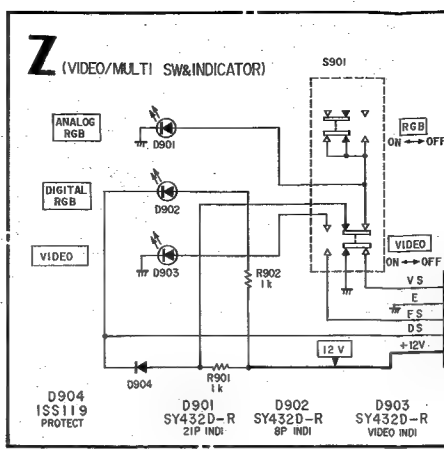 Z (VIDEO/MULTI SW&INDICATOR)
S901
ANALOG
RGB
D901
RGB
ON ↔ OFF
DIGITAL
RGB
D902
VIDEO
D903
R902
1k
VIDEO
ON ↔ OFF
VS
E
FS
DS
+12V
12V
D904
R901
1k
D904
1SS119
PROTECT
D901
SY432D-R
21P INDI
D902
SY432D-R
8P INDI
D903
SY432D-R
VIDEO INDI